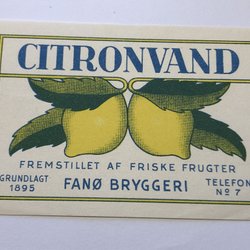 CITRONVAND
FREMSTILLET AF FRISKE FRUGTER
GRUNDLAGT
1895
FANØ BRYGGERI
TELEFON
No 7